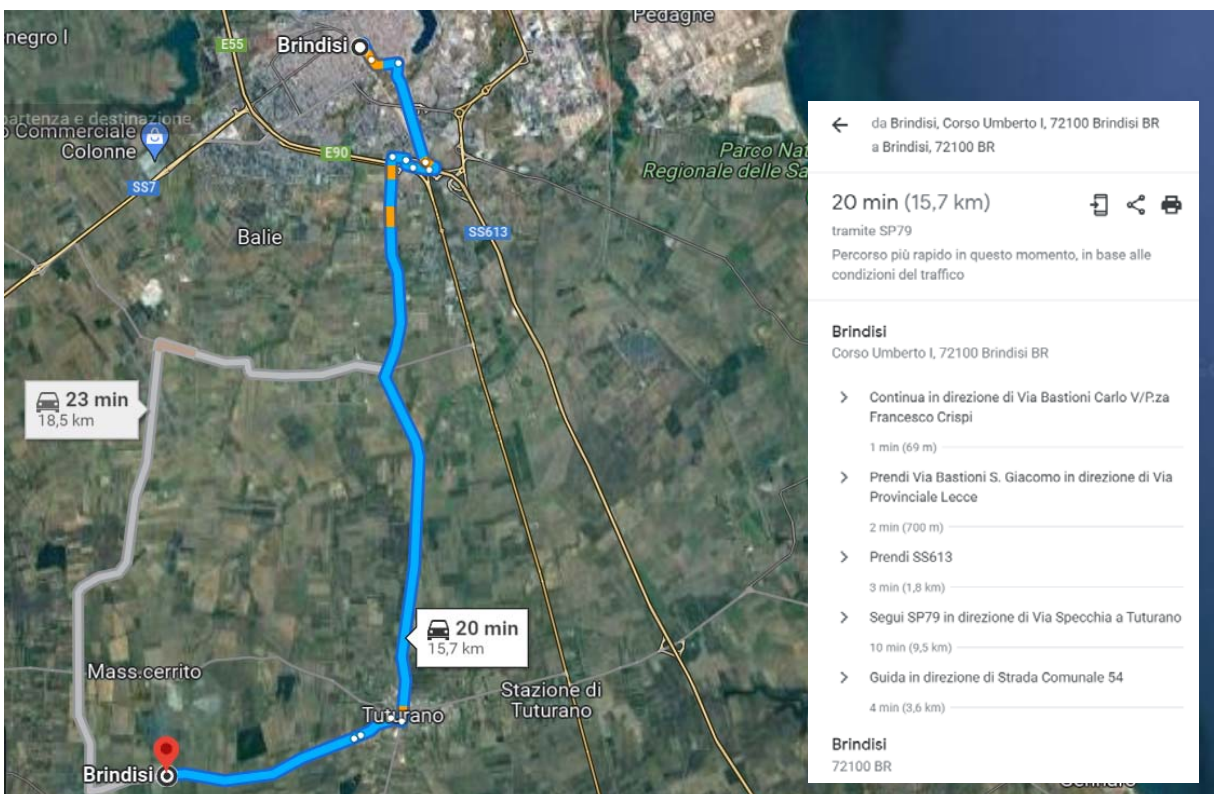 Pedagne
negro I
E55
Brindisi
partenza e destinazione
o Commerciale
Colonne
E90
SS7
Parco Nat
Regionale delle Sa
Balie
SS613
23 min
18,5 km
20 min
15,7 km
Mass.cerrito
Stazione di
Tuturano
Tuturano
Brindisi
da Brindisi, Corso Umberto I, 72100 Brindisi BR
a Brindisi, 72100 BR
20 min (15,7 km)
tramite SP79
Percorso più rapido in questo momento, in base alle
condizioni del traffico
Brindisi
Corso Umberto I, 72100 Brindisi BR
Continua in direzione di Via Bastioni Carlo V/P.za
Francesco Crispi
1 min (69 m)
Prendi Via Bastioni S. Giacomo in direzione di Via
Provinciale Lecce
2 min (700 m)
Prendi SS613
3 min (1,8 km)
Segui SP79 in direzione di Via Specchia a Tuturano
10 min (9,5 km)
Guida in direzione di Strada Comunale 54
4 min (3,6 km)
Brindisi
72100 BR